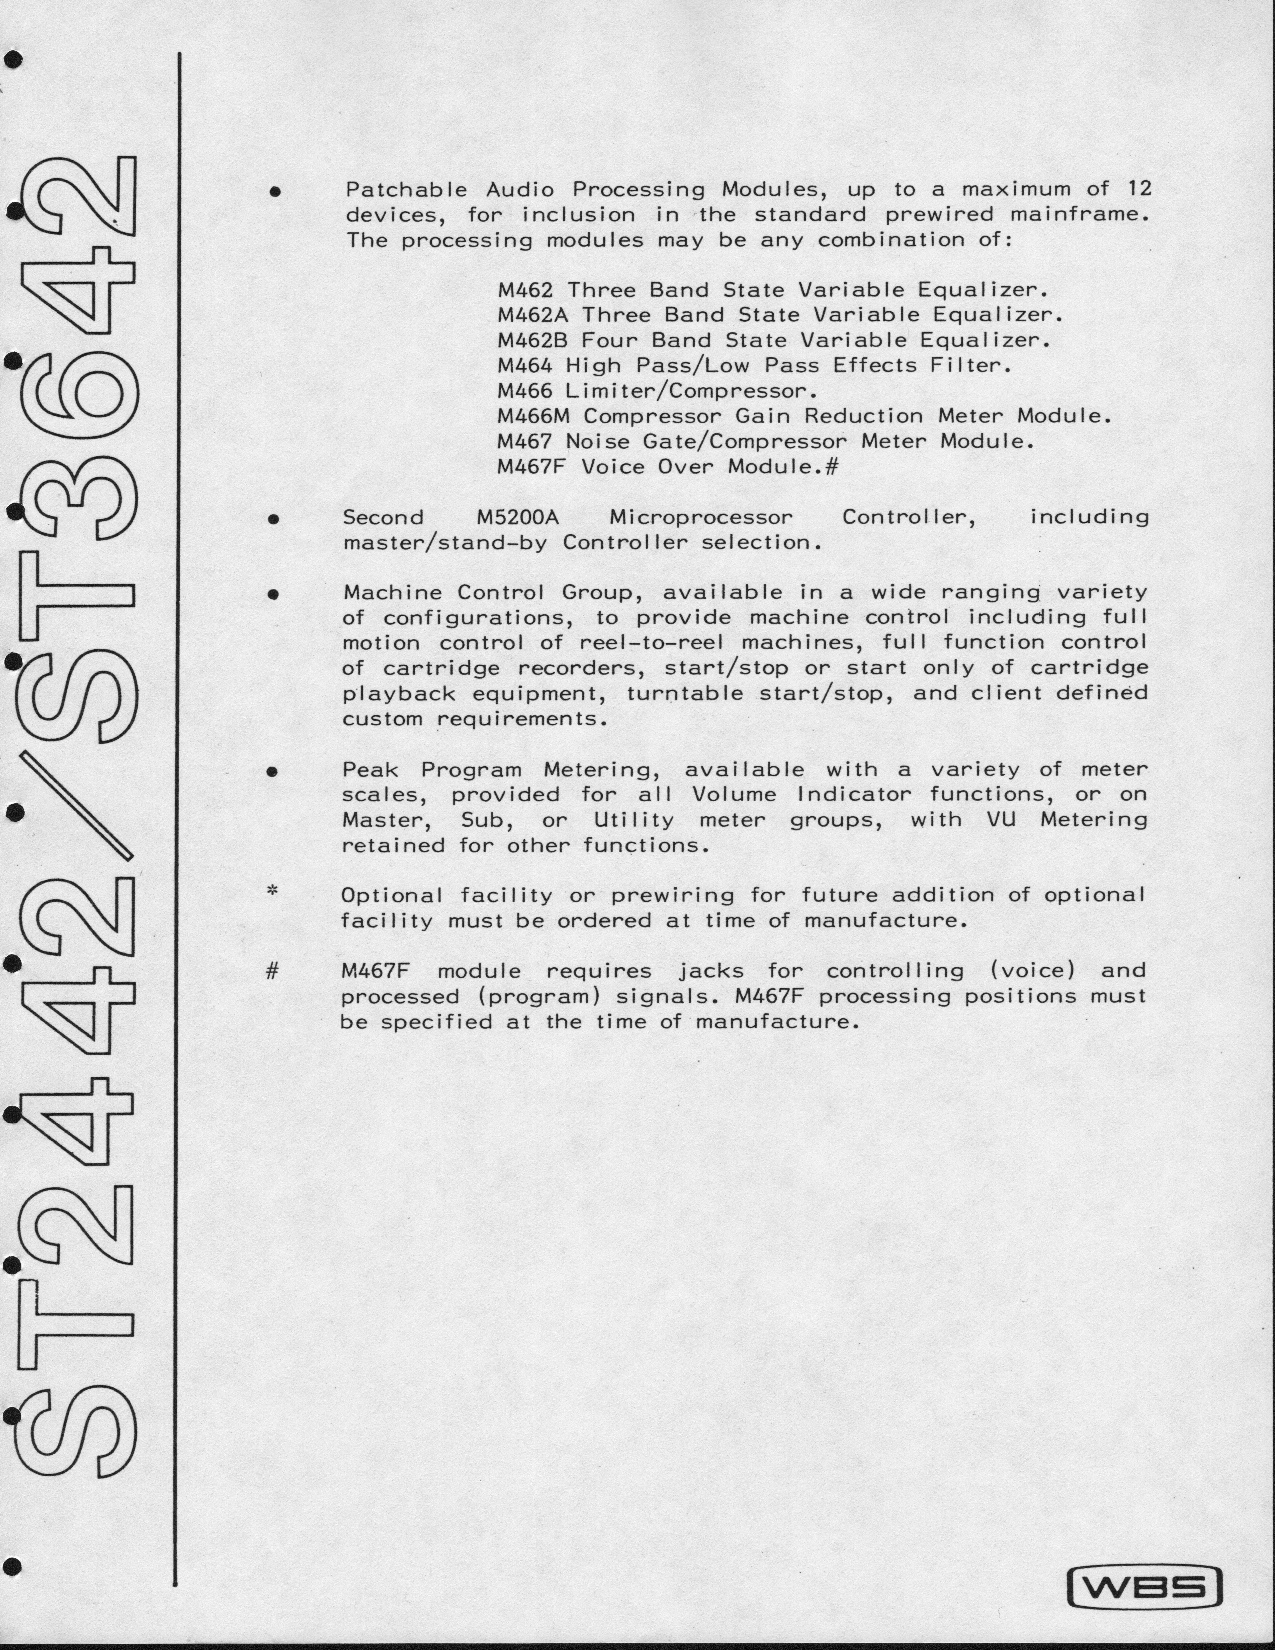 ST2442/ST3642
• Patchable Audio Processing Modules, up to a maximum of 12
devices, for inclusion in the standard prewired mainframe.
The processing modules may be any combination of:
M462 Three Band State Variable Equalizer.
M462A Three Band State Variable Equalizer.
M462B Four Band State Variable Equalizer.
M464 High Pass/Low Pass Effects Filter.
M466 Limiter/Compressor.
M466M Compressor Gain Reduction Meter Module.
M467 Noise Gate/Compressor Meter Module.
M467F Voice Over Module.#
• Second M5200A Microprocessor Controller, including
master/stand-by Controller selection.
• Machine Control Group, available in a wide ranging variety
of configurations, to provide machine control including full
motion control of reel-to-reel machines, full function control
of cartridge recorders, start/stop or start only of cartridge
playback equipment, turntable start/stop, and client defined
custom requirements.
• Peak Program Metering, available with a variety of meter
scales, provided for all Volume Indicator functions, or on
Master, Sub, or Utility meter groups, with VU Metering
retained for other functions.
* Optional facility or prewiring for future addition of optional
facility must be ordered at time of manufacture.
# M467F module requires jacks for controlling (voice) and
processed (program) signals. M467F processing positions must
be specified at the time of manufacture.
WBS